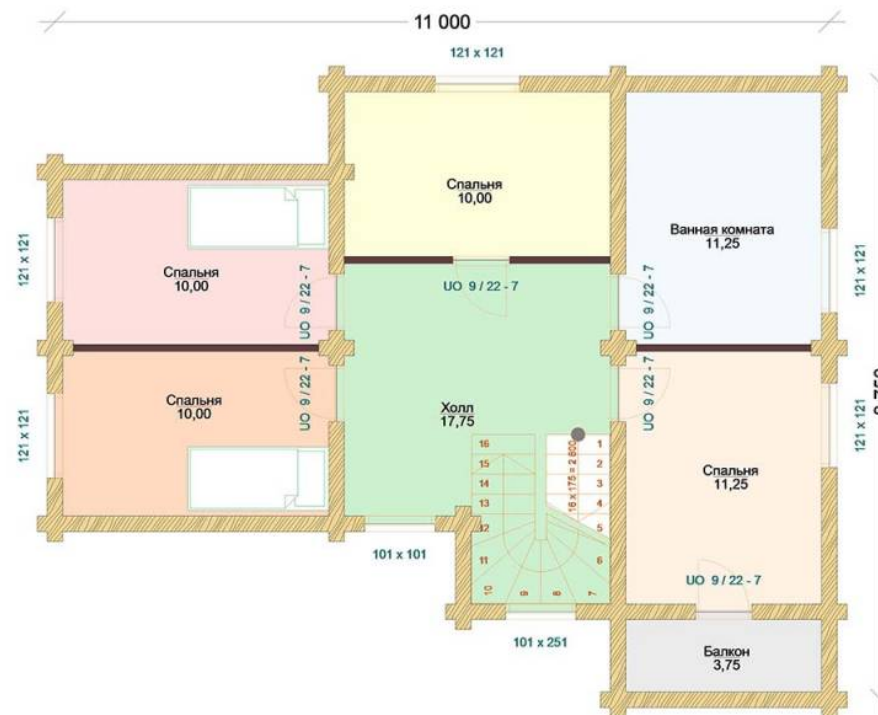 11 000
121 x 121
Спальня
10,00
Ванная комната
11,25
121 x 121
Спальня
10,00
UO 9 / 22 - 7
UO 9 / 22 - 7
UO 9 / 22 - 7
121 x 121
Спальня
10,00
UO 9 / 22 - 7
Холл
17,75
UO 9 / 22 - 7
121 x 121
121 x 121
Спальня
11,25
16 x 175 = 2 800
16
15
14
13
12
11
10
9
8
7
6
5
4
3
2
1
101 x 101
UO 9 / 22 - 7
101 x 251
Балкон
3,75